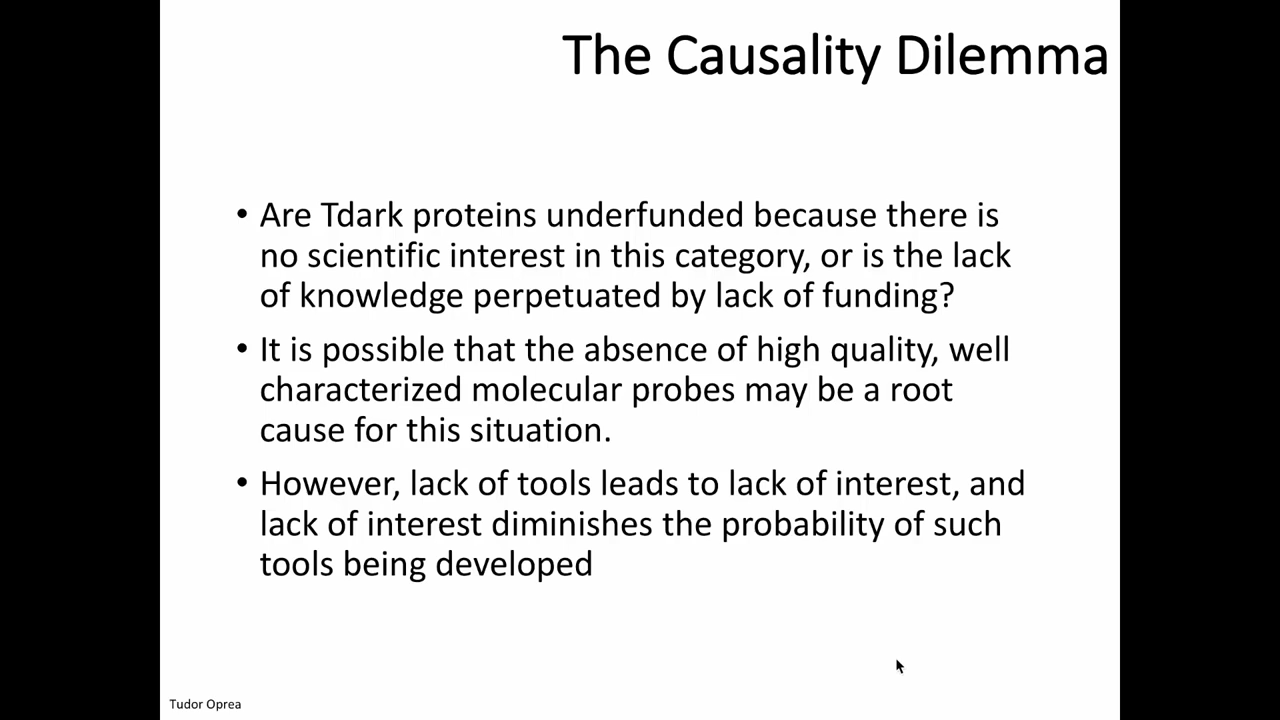 The Causality Dilemma
• Are Tdark proteins underfunded because there is
no scientific interest in this category, or is the lack
of knowledge perpetuated by lack of funding?
• It is possible that the absence of high quality, well
characterized molecular probes may be a root
cause for this situation.
• However, lack of tools leads to lack of interest, and
lack of interest diminishes the probability of such
tools being developed
Tudor Oprea